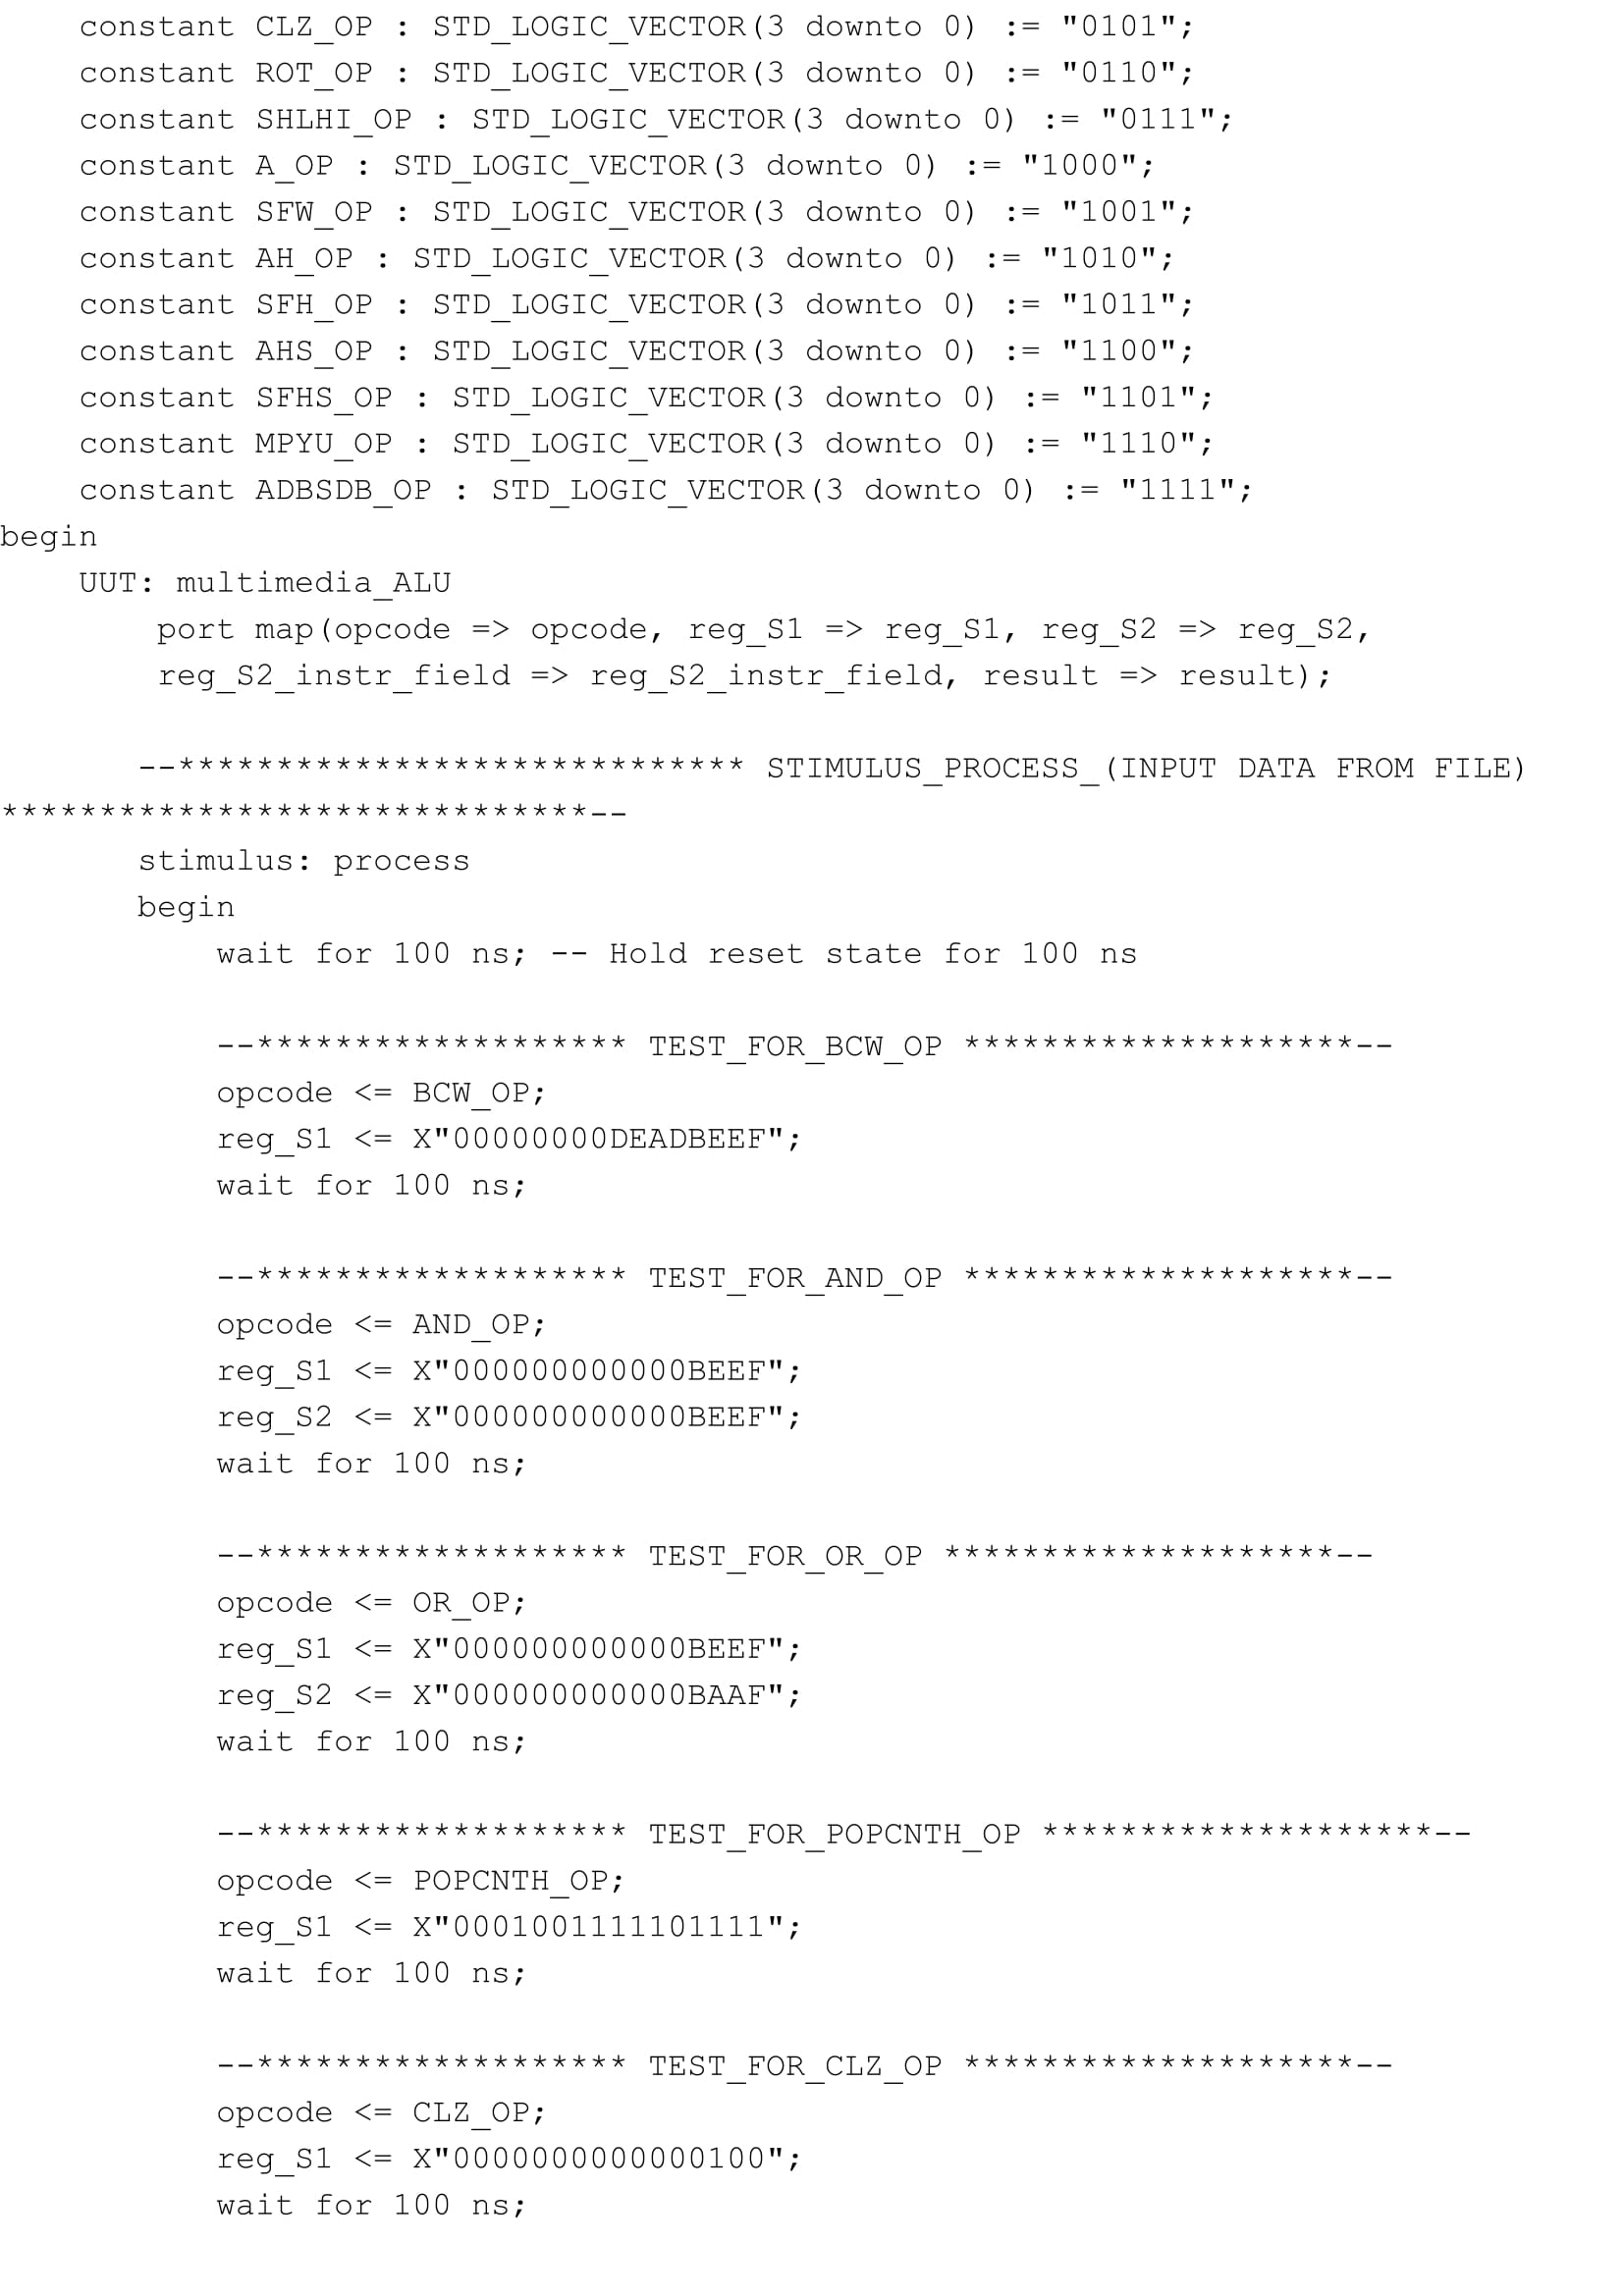 constant CLZ_OP : STD_LOGIC_VECTOR(3 downto 0) := "0101";
constant ROT_OP : STD_LOGIC_VECTOR(3 downto 0) := "0110";
constant SHLHI_OP : STD_LOGIC_VECTOR(3 downto 0) := "0111";
constant A_OP : STD_LOGIC_VECTOR(3 downto 0) := "1000";
constant SFW_OP : STD_LOGIC_VECTOR(3 downto 0) := "1001";
constant AH_OP : STD_LOGIC_VECTOR(3 downto 0) := "1010";
constant SFH_OP : STD_LOGIC_VECTOR(3 downto 0) := "1011";
constant AHS_OP : STD_LOGIC_VECTOR(3 downto 0) := "1100";
constant SFHS_OP : STD_LOGIC_VECTOR(3 downto 0) := "1101";
constant MPYU_OP : STD_LOGIC_VECTOR(3 downto 0) := "1110";
constant ADBSDB_OP : STD_LOGIC_VECTOR(3 downto 0) := "1111";
begin
UUT: multimedia_ALU
port map(opcode => opcode, reg_S1 => reg_S1, reg_S2 => reg_S2,
reg_S2_instr_field => reg_S2_instr_field, result => result);
--***************************** STIMULUS_PROCESS_(INPUT DATA FROM FILE)
******************************--
stimulus: process
begin
wait for 100 ns; -- Hold reset state for 100 ns
--******************* TEST_FOR_BCW_OP ********************--
opcode <= BCW_OP;
reg_S1 <= X"00000000DEADBEEF";
wait for 100 ns;
--******************* TEST_FOR_AND_OP ********************--
opcode <= AND_OP;
reg_S1 <= X"000000000000BEEF";
reg_S2 <= X"000000000000BEEF";
wait for 100 ns;
--******************* TEST_FOR_OR_OP ********************--
opcode <= OR_OP;
reg_S1 <= X"000000000000BEEF";
reg_S2 <= X"000000000000BAAF";
wait for 100 ns;
--******************* TEST_FOR_POPCNTH_OP ********************--
opcode <= POPCNTH_OP;
reg_S1 <= X"0001001111101111";
wait for 100 ns;
--******************* TEST_FOR_CLZ_OP ********************--
opcode <= CLZ_OP;
reg_S1 <= X"0000000000000100";
wait for 100 ns;